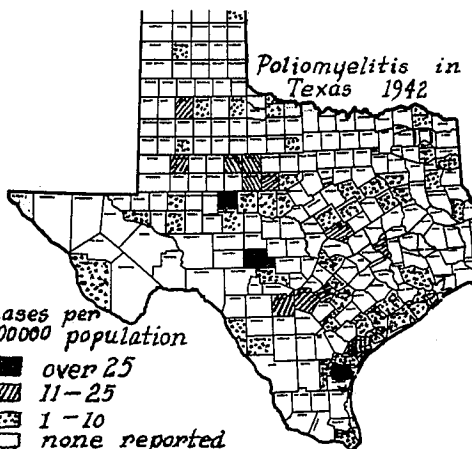 Poliomyelitis in
Texas 1942
ases per
00000 population
over 25
11-25
1-10
none reported